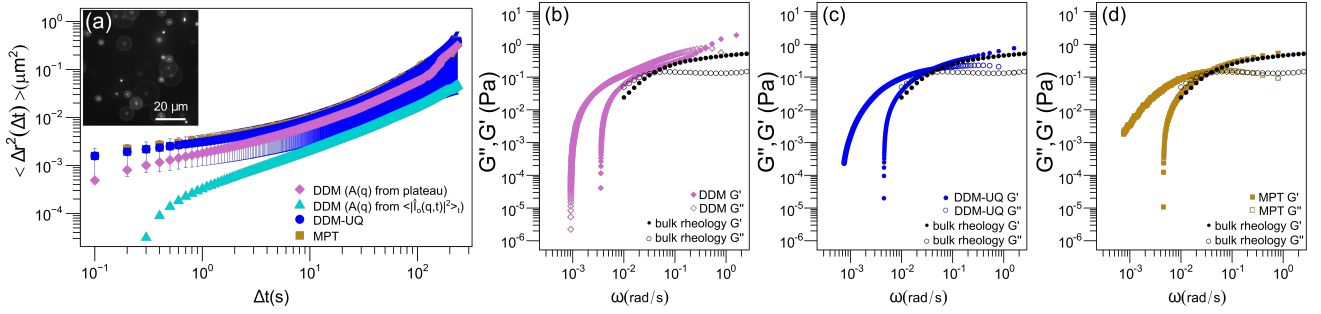 (a)
20 µm
< Δr²(Δt) >(µm²)
10⁰
10⁻¹
10⁻²
10⁻³
10⁻⁴
DDM (A(q) from plateau)
DDM (A(q) from <|Î₀(q,t)|²>ₜ)
DDM-UQ
MPT
10⁻¹ 10⁰ 10¹ 10²
Δt(s)
(b)
G'',G' (Pa)
10¹
10⁰
10⁻¹
10⁻²
10⁻³
10⁻⁴
10⁻⁵
10⁻⁶
DDM G'
DDM G''
bulk rheology G'
bulk rheology G''
10⁻³ 10⁻² 10⁻¹ 10⁰
ω(rad/s)
(c)
G'',G' (Pa)
10¹
10⁰
10⁻¹
10⁻²
10⁻³
10⁻⁴
10⁻⁵
10⁻⁶
DDM-UQ G'
DDM-UQ G''
bulk rheology G'
bulk rheology G''
10⁻³ 10⁻² 10⁻¹ 10⁰
ω(rad/s)
(d)
G'',G' (Pa)
10¹
10⁰
10⁻¹
10⁻²
10⁻³
10⁻⁴
10⁻⁵
10⁻⁶
MPT G'
MPT G''
bulk rheology G'
bulk rheology G''
10⁻³ 10⁻² 10⁻¹ 10⁰
ω(rad/s)